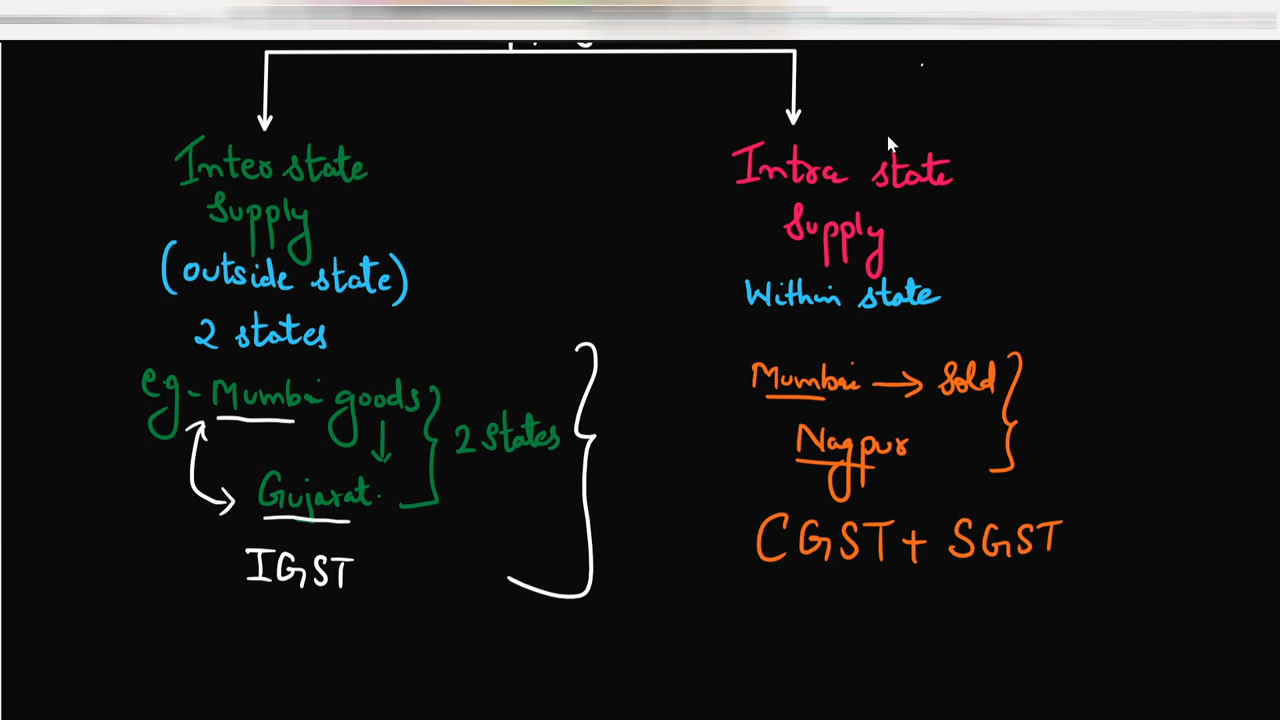 Inter state
Supply
(outside state)
2 states
e.g - Mumbai goods
2 states
Gujarat.
IGST
Intra state
Supply
Within state
Mumbai → Sold
Nagpur
CGST + SGST